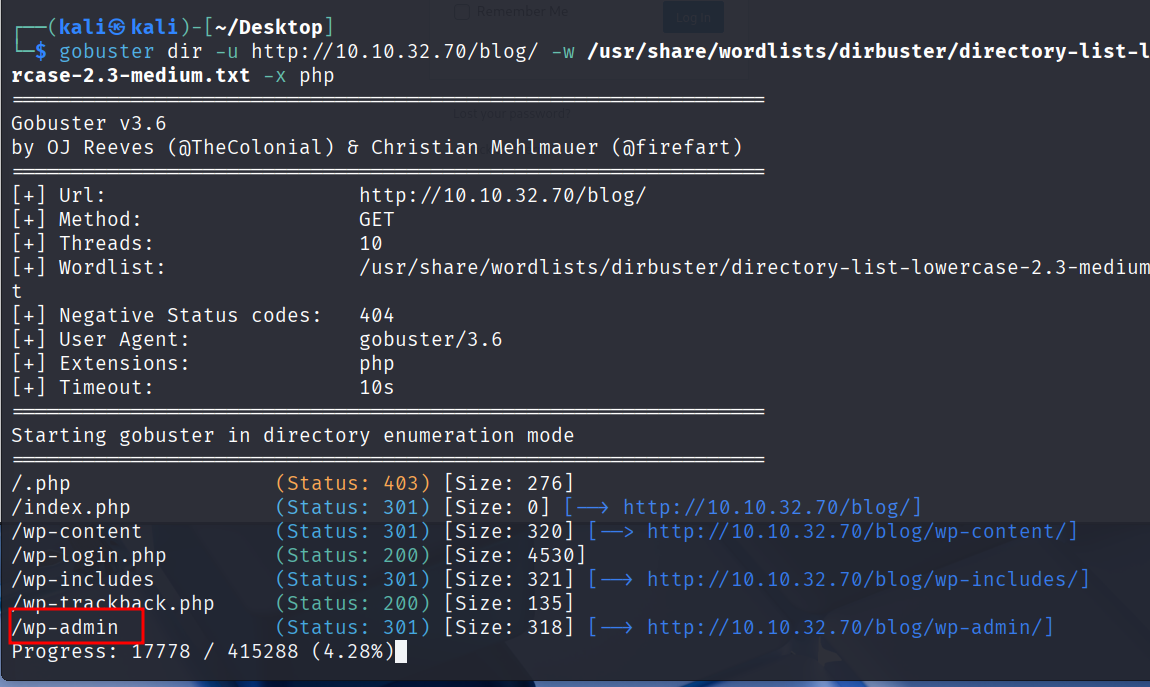 Remember Me
Log In
┌──(kali㉿kali)-[~/Desktop]
└─$ gobuster dir -u http://10.10.32.70/blog/ -w /usr/share/wordlists/dirbuster/directory-list-l
rcase-2.3-medium.txt -x php
Lost your password?
===============================================================
Gobuster v3.6
by OJ Reeves (@TheColonial) & Christian Mehlmauer (@firefart)
===============================================================
[+] Url: http://10.10.32.70/blog/
[+] Method: GET
[+] Threads: 10
[+] Wordlist: /usr/share/wordlists/dirbuster/directory-list-lowercase-2.3-medium
t
[+] Negative Status codes: 404
[+] User Agent: gobuster/3.6
[+] Extensions: php
[+] Timeout: 10s
===============================================================
Starting gobuster in directory enumeration mode
===============================================================
/.php (Status: 403) [Size: 276]
/index.php (Status: 301) [Size: 0] [--> http://10.10.32.70/blog/]
/wp-content (Status: 301) [Size: 320] [--> http://10.10.32.70/blog/wp-content/]
/wp-login.php (Status: 200) [Size: 4530]
/wp-includes (Status: 301) [Size: 321] [--> http://10.10.32.70/blog/wp-includes/]
/wp-trackback.php (Status: 200) [Size: 135]
/wp-admin (Status: 301) [Size: 318] [--> http://10.10.32.70/blog/wp-admin/]
Progress: 17778 / 415288 (4.28%)